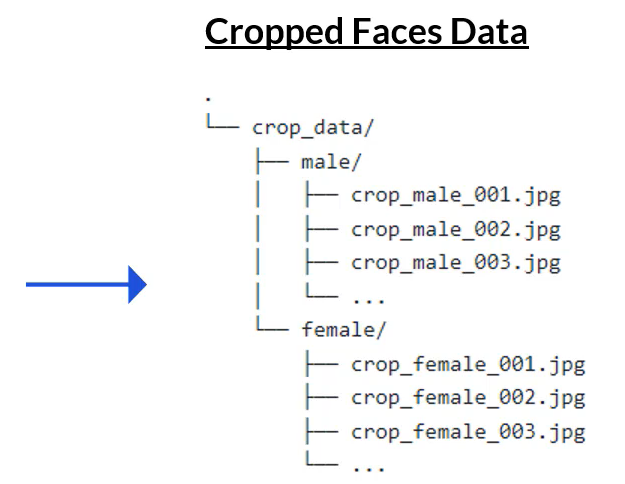 Cropped Faces Data
.
└── crop_data/
├── male/
│ ├── crop_male_001.jpg
│ ├── crop_male_002.jpg
│ ├── crop_male_003.jpg
│ └── ...
└── female/
├── crop_female_001.jpg
├── crop_female_002.jpg
├── crop_female_003.jpg
└── ...